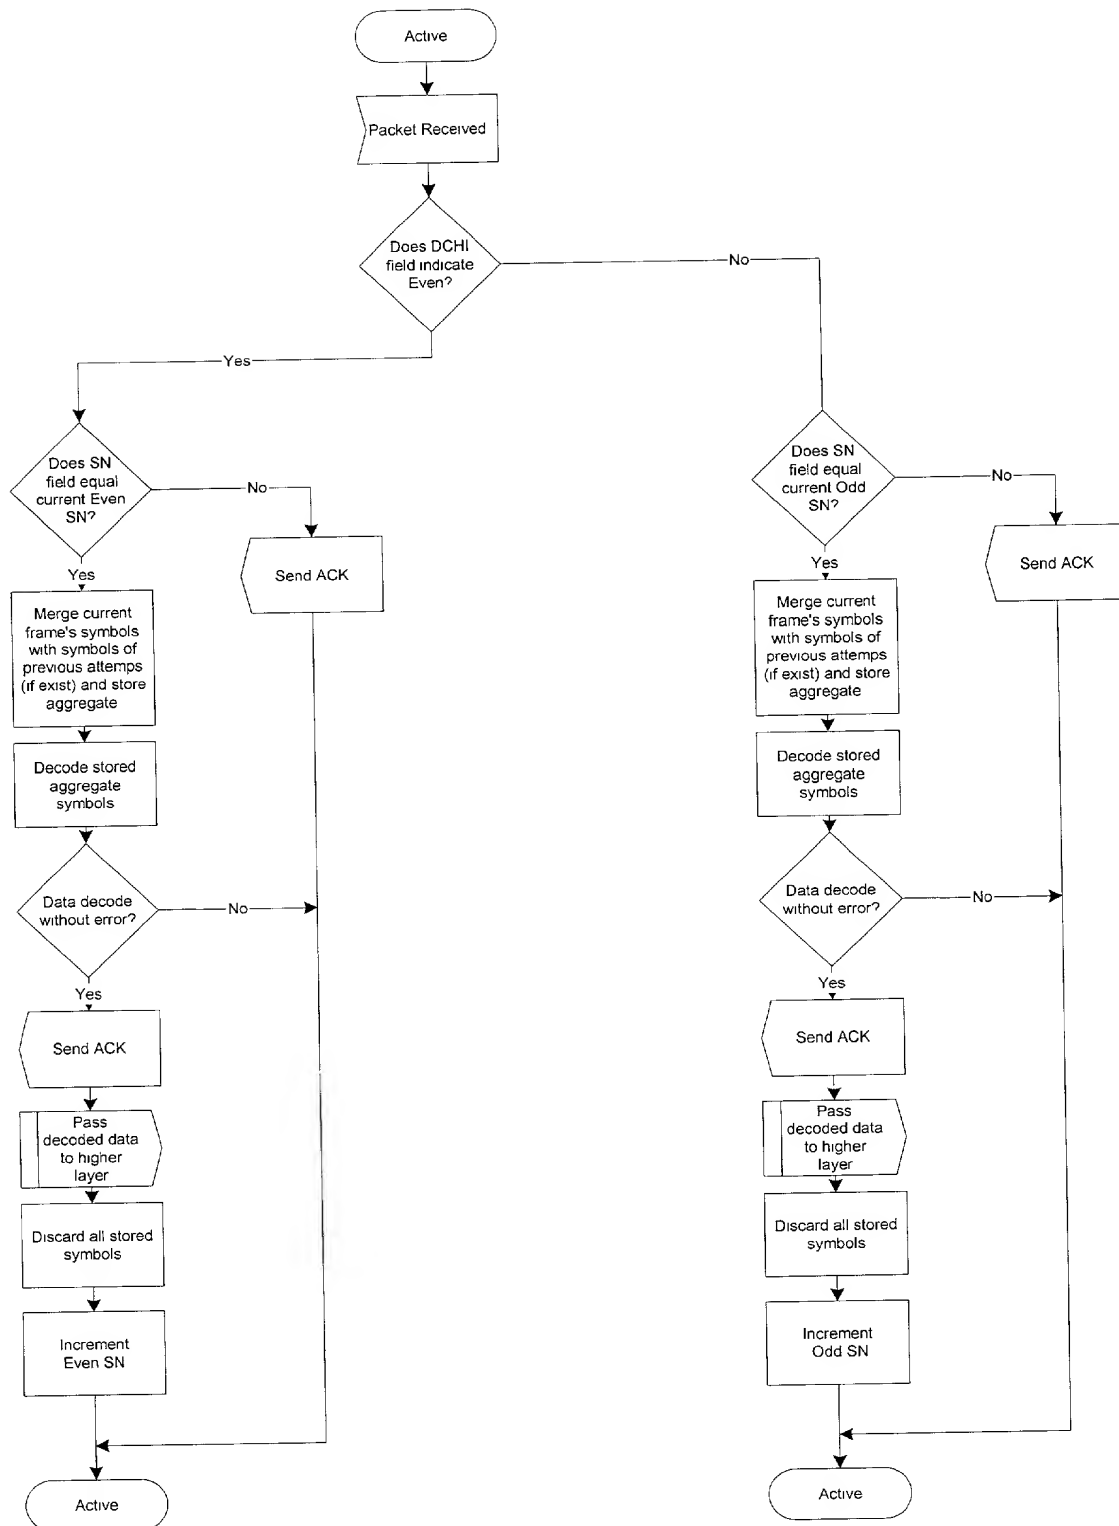 Active
Packet Received
Does DCHI
field indicate
Even?
No
Yes
Does SN
field equal
current Even
SN?
No
Send ACK
Yes
Merge current
frame's symbols
with symbols of
previous attemps
(if exist) and store
aggregate
Decode stored
aggregate
symbols
Data decode
without error?
No
Yes
Send ACK
Pass
decoded data
to higher
layer
Discard all stored
symbols
Increment
Even SN
Active
Does SN
field equal
current Odd
SN?
No
Send ACK
Yes
Merge current
frame's symbols
with symbols of
previous attemps
(if exist) and store
aggregate
Decode stored
aggregate
symbols
Data decode
without error?
No
Yes
Send ACK
Pass
decoded data
to higher
layer
Discard all stored
symbols
Increment
Odd SN
Active